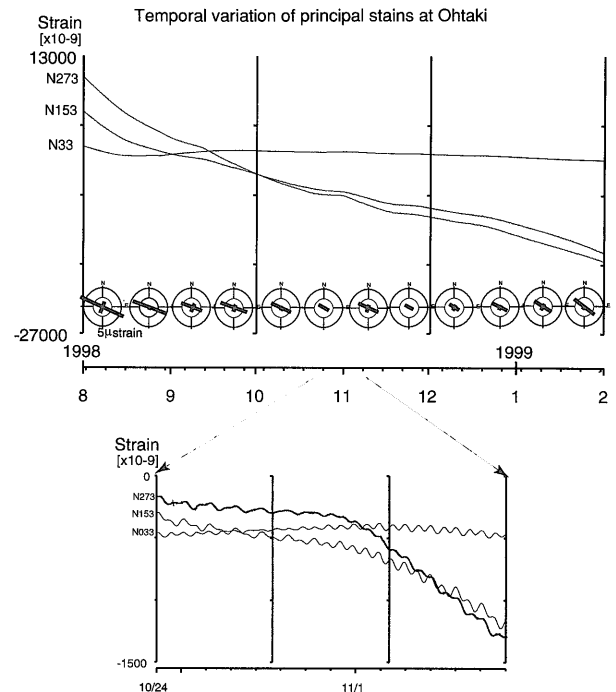 Temporal variation of principal stains at Ohtaki
Strain
[x10-9]
13000
N273
N153
N33
N N N N N N N N N N N N
E E E E E E E E E E E E
5μstrain
-27000
1998 1999
8 9 10 11 12 1 2
Strain
[x10-9]
0
N273
N153
N033
-1500
10/24 11/1